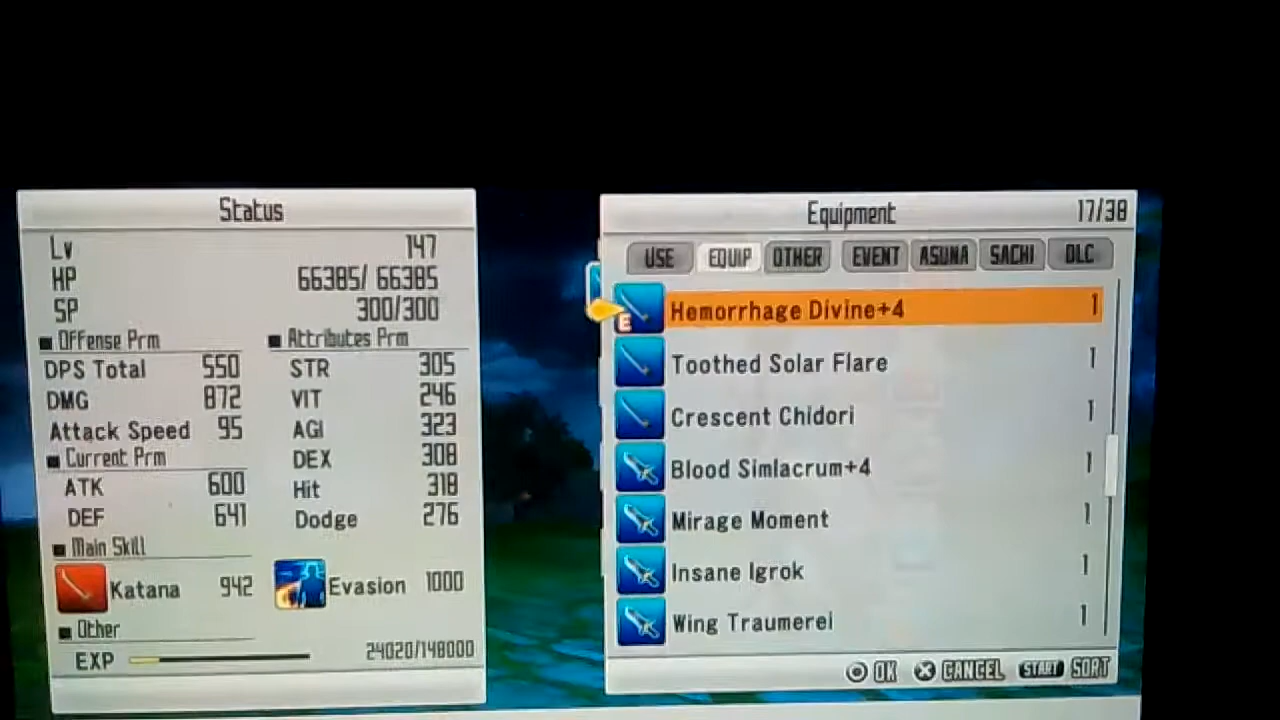 Status
Lv 147
HP 66385/ 66385
SP 300/300
Offense Prm
DPS Total 550
DMG 872
Attack Speed 95
Current Prm
ATK 600
DEF 641
Attributes Prm
STR 305
VIT 246
AGI 323
DEX 308
Hit 318
Dodge 276
Main Skill
Katana 942
Evasion 1000
Other
EXP 24020/148000
Equipment 17/38
USE EQUIP OTHER EVENT ASUNA SACHI DLC
E Hemorrhage Divine+4 1
Toothed Solar Flare 1
Crescent Chidori 1
Blood Simlacrum+4 1
Mirage Moment 1
Insane Igrok 1
Wing Traumerei 1
OK CANCEL START SORT